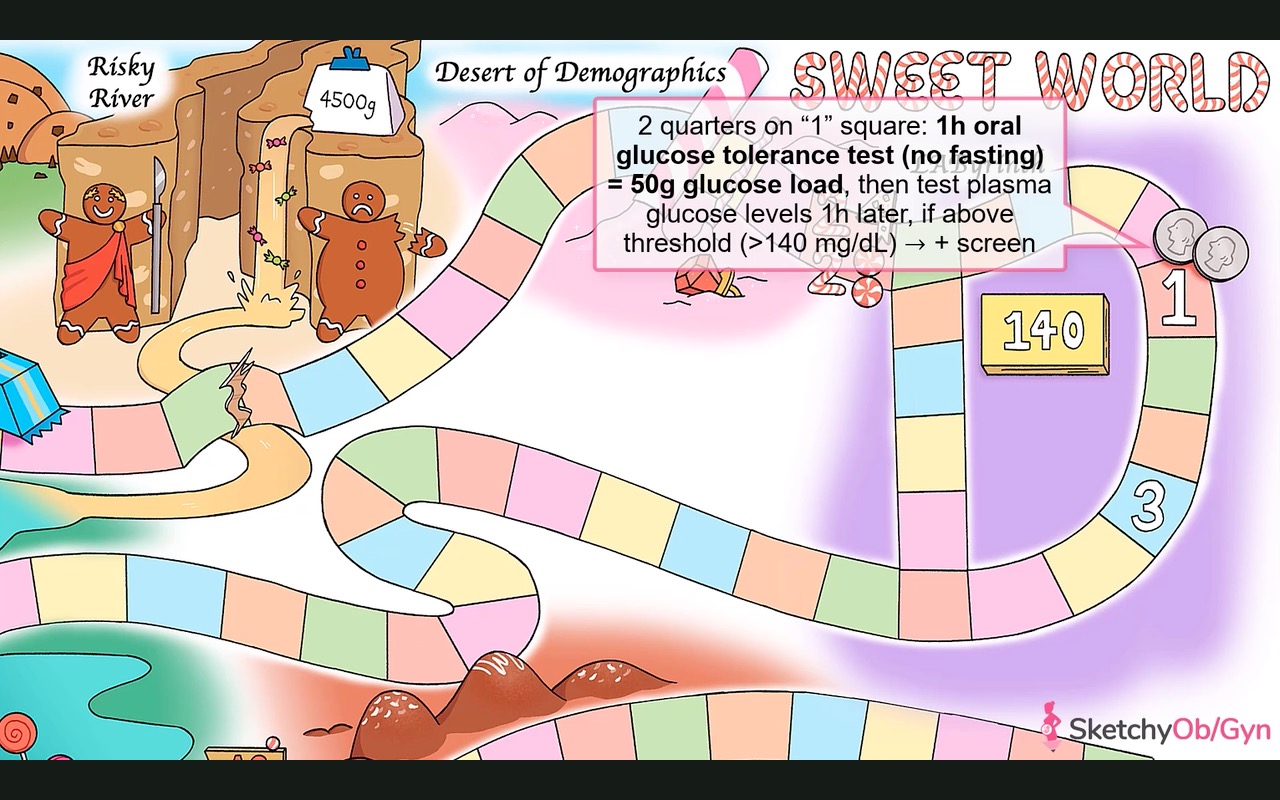 Risky
River
4500g
Desert of Demographics
SWEET WORLD
2 quarters on “1” square: 1h oral
glucose tolerance test (no fasting)
= 50g glucose load, then test plasma
glucose levels 1h later, if above
threshold (>140 mg/dL) → + screen
LAByrinth
2
1
140
3
SketchyOb/Gyn